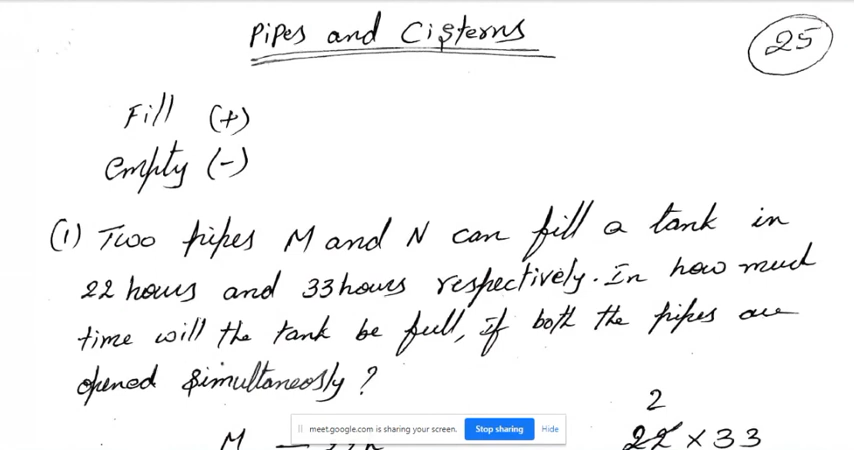 Pipes and Cisterns
25
Fill (+)
empty (-)
(1) Two pipes M and N can fill a tank in
22 hours and 33 hours respectively. In how much
time will the tank be full, if both the pipes are
opened simultaneosly ?
2
M
22 x 33
meet.google.com is sharing your screen. Stop sharing Hide